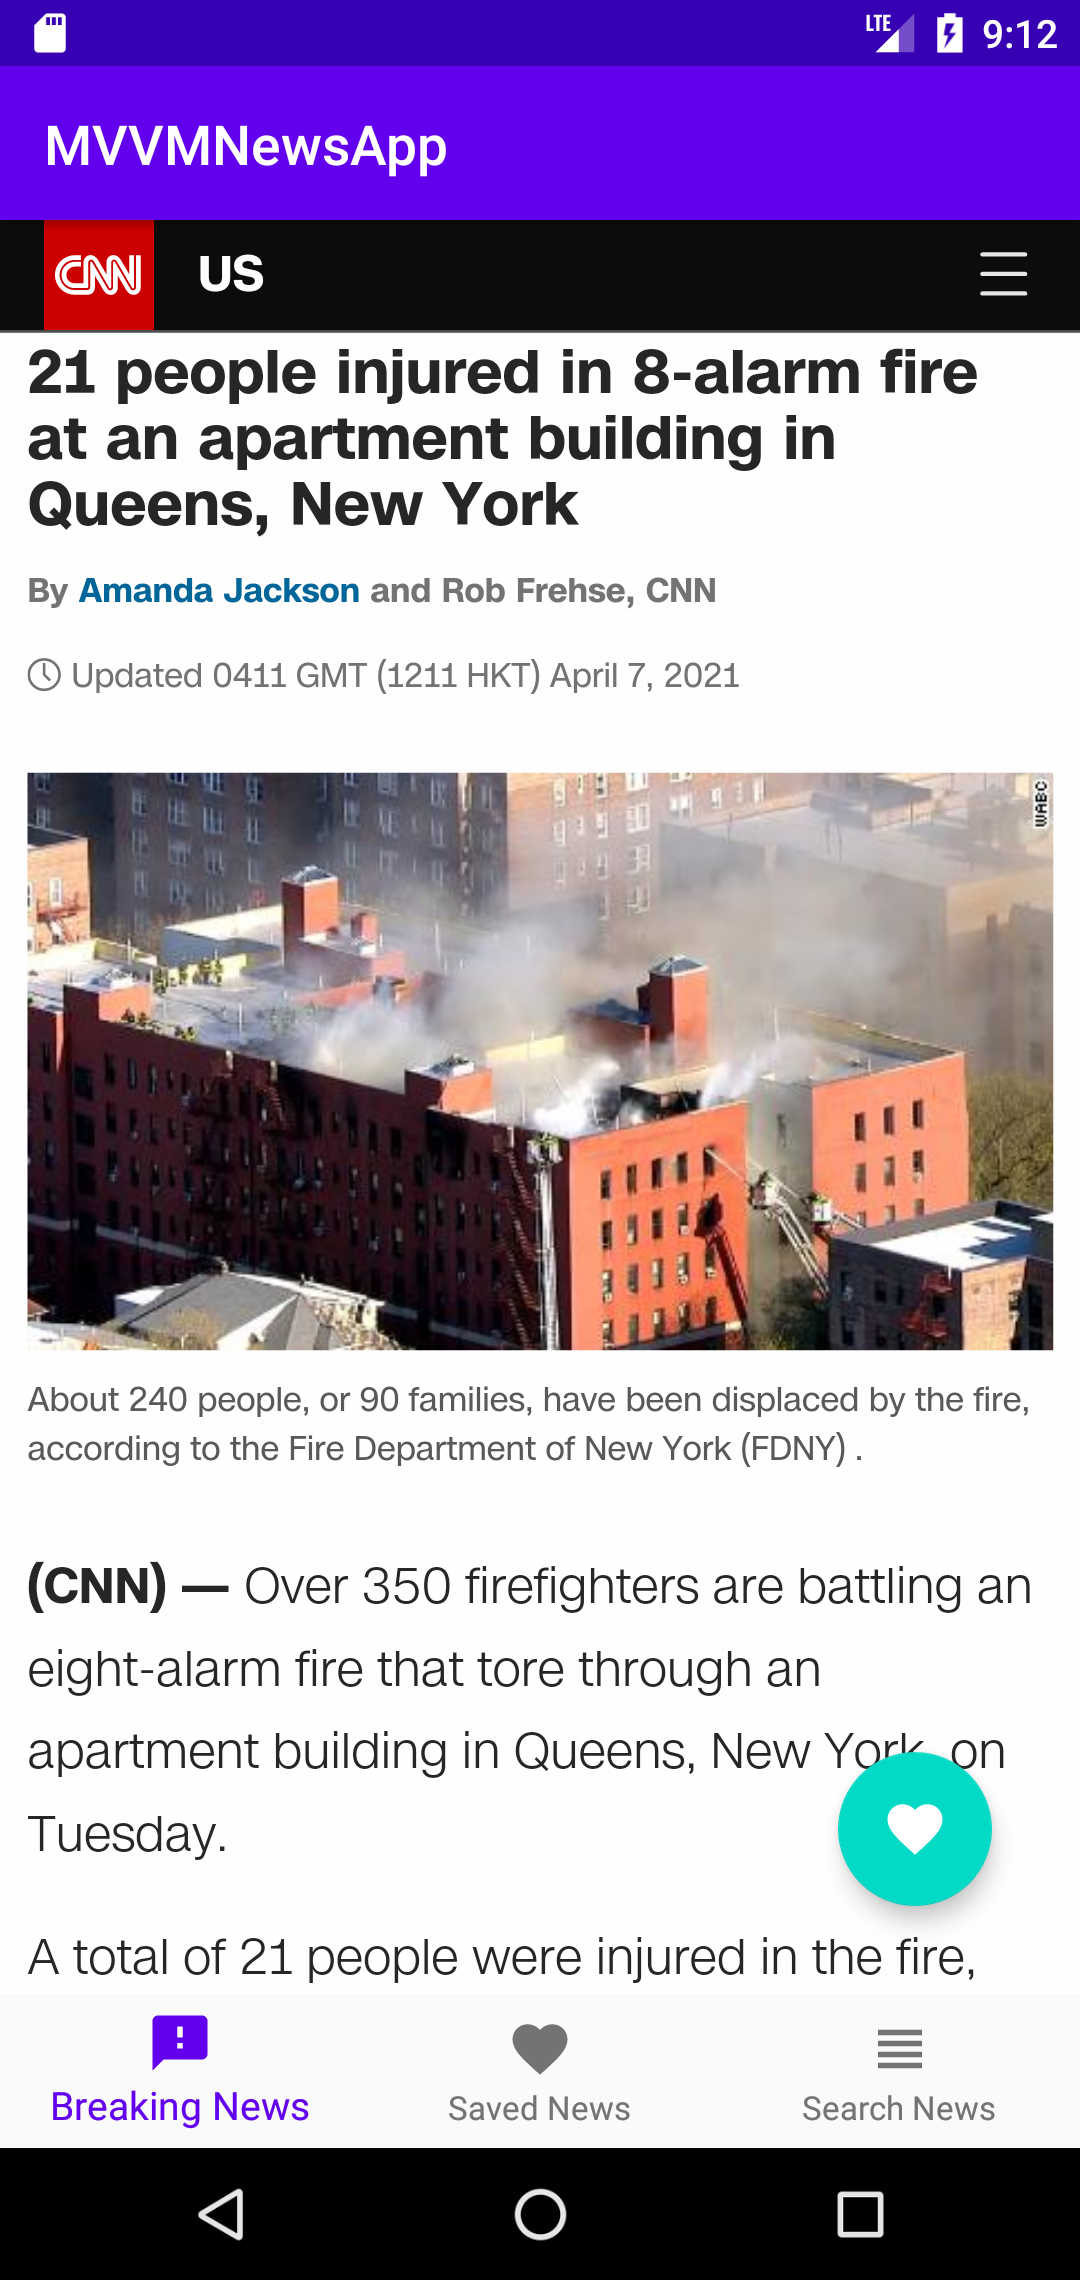 LTE 9:12
MVVMNewsApp
CNN US
21 people injured in 8-alarm fire
at an apartment building in
Queens, New York
By Amanda Jackson and Rob Frehse, CNN
Updated 0411 GMT (1211 HKT) April 7, 2021
WABC
About 240 people, or 90 families, have been displaced by the fire,
according to the Fire Department of New York (FDNY) .
(CNN) — Over 350 firefighters are battling an
eight-alarm fire that tore through an
apartment building in Queens, New York, on
Tuesday.
A total of 21 people were injured in the fire,
Breaking News Saved News Search News